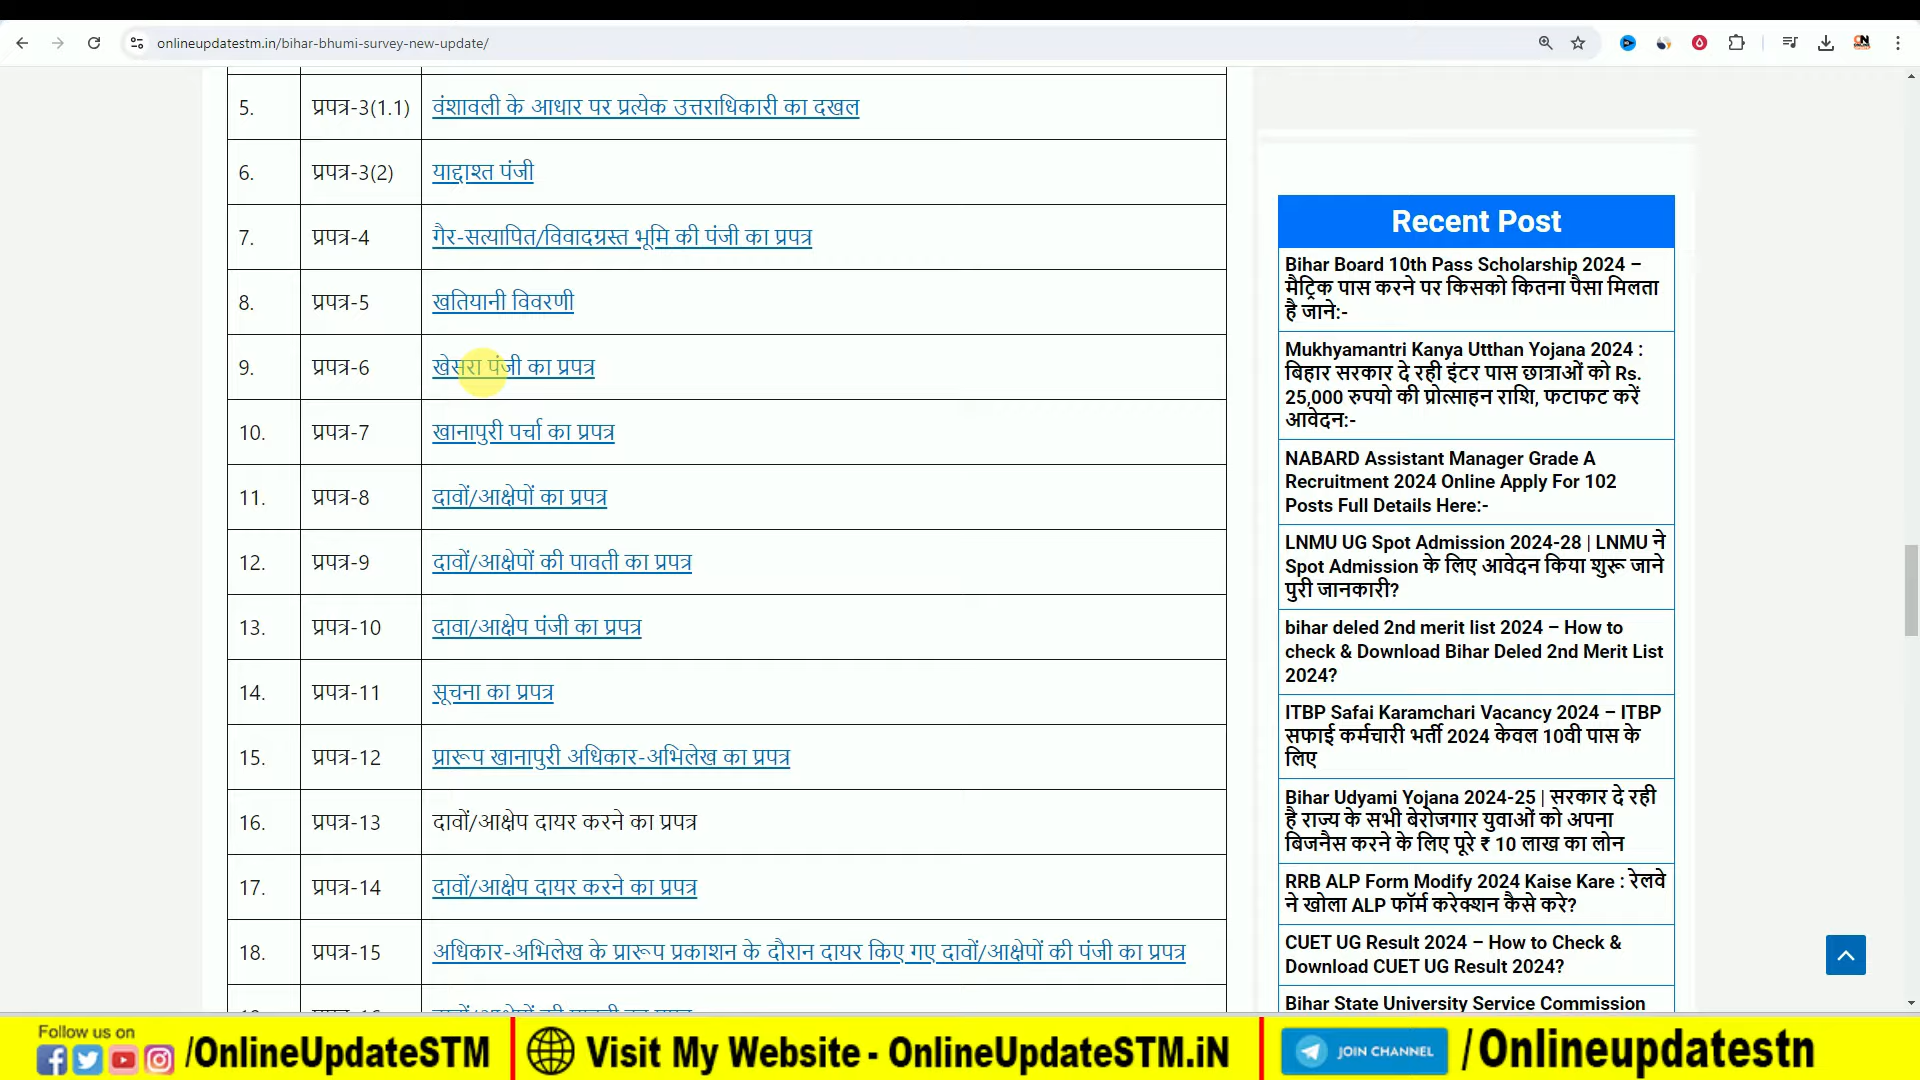 onlineupdatestm.in/bihar-bhumi-survey-new-update/
5. प्रपत्र-3(1.1) वंशावली के आधार पर प्रत्येक उत्तराधिकारी का दखल
6. प्रपत्र-3(2) याद्दाश्त पंजी
7. प्रपत्र-4 गैर-सत्यापित/विवादग्रस्त भूमि की पंजी का प्रपत्र
8. प्रपत्र-5 खतियानी विवरणी
9. प्रपत्र-6 खेसरा पंजी का प्रपत्र
10. प्रपत्र-7 खानापुरी पर्चा का प्रपत्र
11. प्रपत्र-8 दावों/आक्षेपों का प्रपत्र
12. प्रपत्र-9 दावों/आक्षेपों की पावती का प्रपत्र
13. प्रपत्र-10 दावा/आक्षेप पंजी का प्रपत्र
14. प्रपत्र-11 सूचना का प्रपत्र
15. प्रपत्र-12 प्रारूप खानापुरी अधिकार-अभिलेख का प्रपत्र
16. प्रपत्र-13 दावों/आक्षेप दायर करने का प्रपत्र
17. प्रपत्र-14 दावों/आक्षेप दायर करने का प्रपत्र
18. प्रपत्र-15 अधिकार-अभिलेख के प्रारूप प्रकाशन के दौरान दायर किए गए दावों/आक्षेपों की पंजी का प्रपत्र
Recent Post
Bihar Board 10th Pass Scholarship 2024 –
मैट्रिक पास करने पर किसको कितना पैसा मिलता
है जाने:-
Mukhyamantri Kanya Utthan Yojana 2024 :
बिहार सरकार दे रही इंटर पास छात्राओं को Rs.
25,000 रुपयो की प्रोत्साहन राशि, फटाफट करें
आवेदन:-
NABARD Assistant Manager Grade A
Recruitment 2024 Online Apply For 102
Posts Full Details Here:-
LNMU UG Spot Admission 2024-28 | LNMU ने
Spot Admission के लिए आवेदन किया शुरू जाने
पुरी जानकारी?
bihar deled 2nd merit list 2024 – How to
check & Download Bihar Deled 2nd Merit List
2024?
ITBP Safai Karamchari Vacancy 2024 – ITBP
सफाई कर्मचारी भर्ती 2024 केवल 10वी पास के
लिए
Bihar Udyami Yojana 2024-25 | सरकार दे रही
है राज्य के सभी बेरोजगार युवाओं को अपना
बिजनैस करने के लिए पूरे ₹ 10 लाख का लोन
RRB ALP Form Modify 2024 Kaise Kare : रेलवे
ने खोला ALP फॉर्म करेक्शन कैसे करे?
CUET UG Result 2024 – How to Check &
Download CUET UG Result 2024?
Bihar State University Service Commission
Follow us on
/OnlineUpdateSTM
Visit My Website - OnlineUpdateSTM.iN
JOIN CHANNEL
/Onlineupdatestn